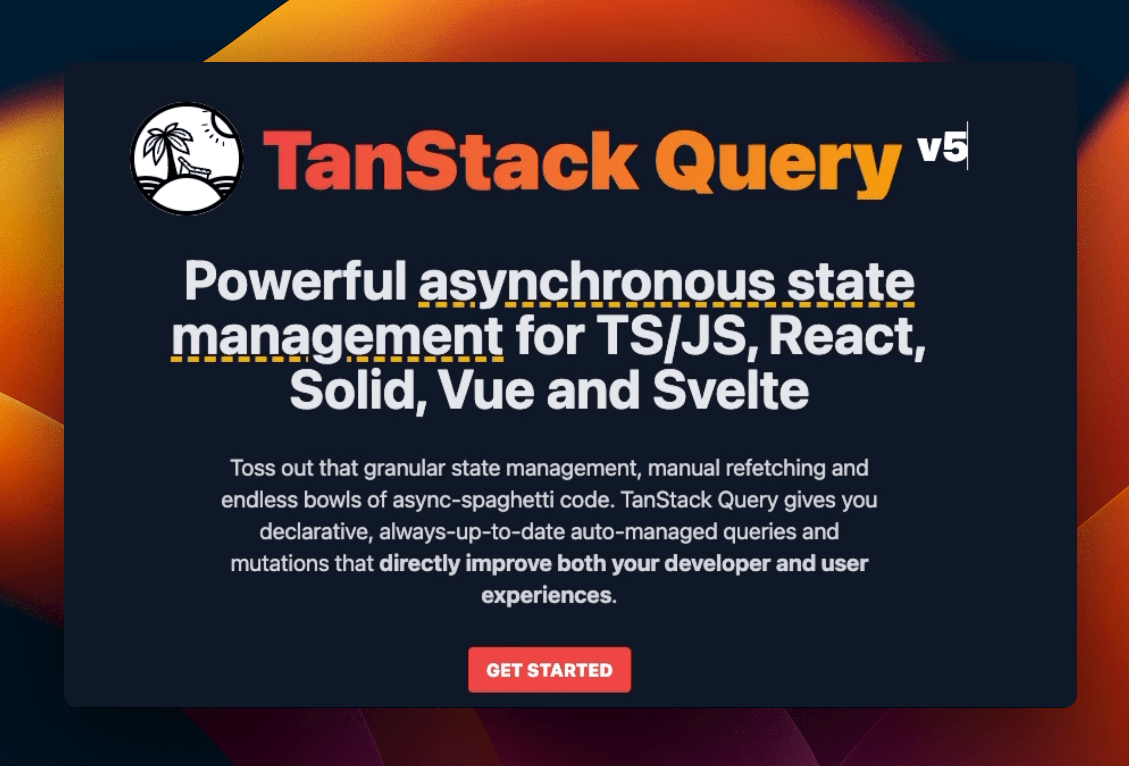 TanStack Query v5
Powerful asynchronous state
management for TS/JS, React,
Solid, Vue and Svelte
Toss out that granular state management, manual refetching and
endless bowls of async-spaghetti code. TanStack Query gives you
declarative, always-up-to-date auto-managed queries and
mutations that directly improve both your developer and user
experiences.
GET STARTED